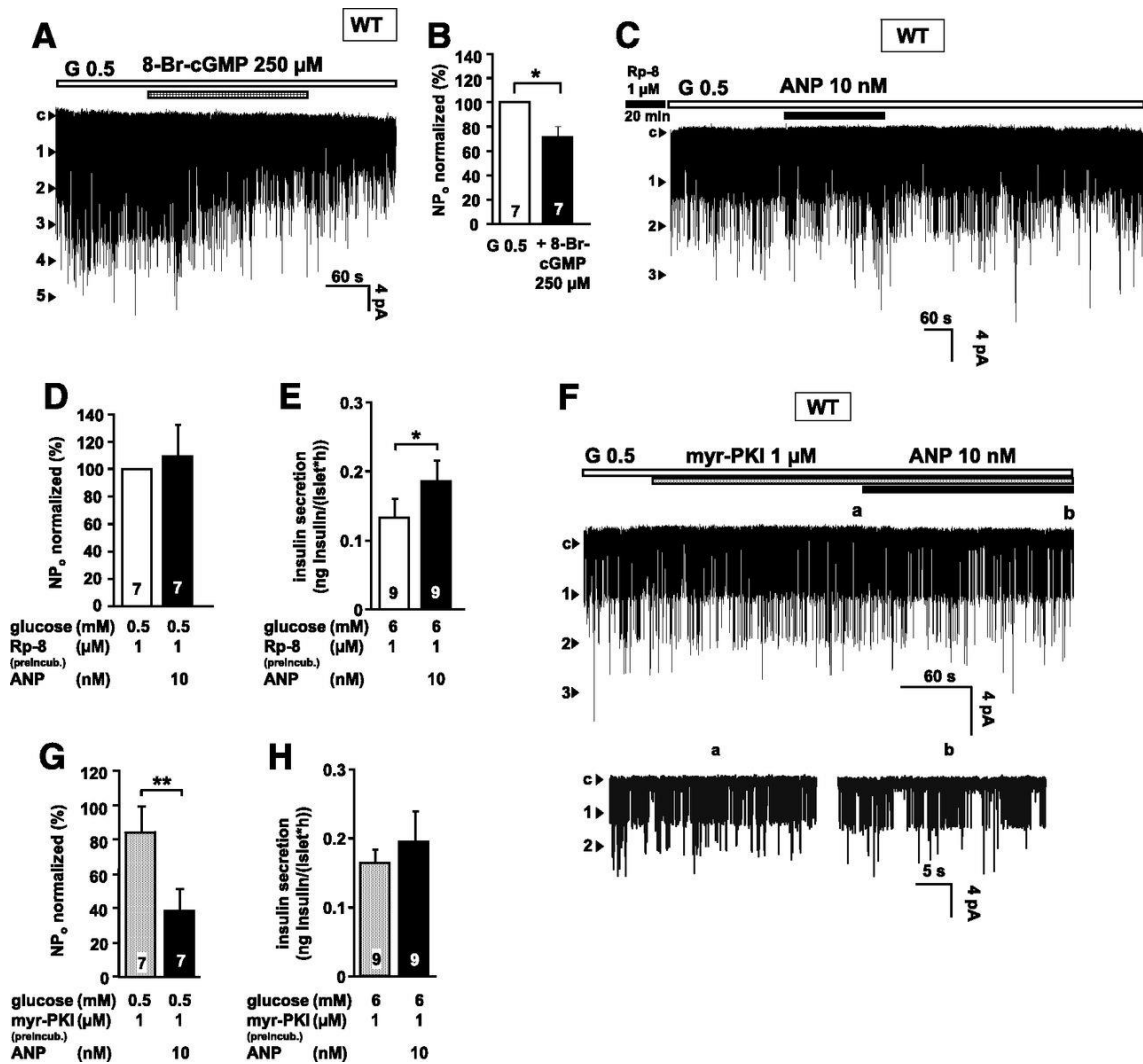 A
WT
G 0.5
8-Br-cGMP 250 µM
c
1
2
3
4
5
60 s
4 pA
B
NPo normalized (%)
140
120
100
80
60
40
20
0
*
7
7
G 0.5
+ 8-Br-
cGMP
250 µM
C
WT
Rp-8
1 µM
20 min
G 0.5
ANP 10 nM
c
1
2
3
60 s
4 pA
D
NPo normalized (%)
140
120
100
80
60
40
20
0
7
7
glucose (mM) 0.5 0.5
Rp-8 (µM) 1 1
(preincub.)
ANP (nM) 10
E
insulin secretion
(ng Insulin/(Islet*h))
0.3
0.2
0.1
0
*
9
9
glucose (mM) 6 6
Rp-8 (µM) 1 1
(preincub.)
ANP (nM) 10
F
WT
G 0.5
myr-PKI 1 µM
ANP 10 nM
a
b
c
1
2
3
60 s
4 pA
a
b
c
1
2
5 s
4 pA
G
NPo normalized (%)
120
100
80
60
40
20
0
**
7
7
glucose (mM) 0.5 0.5
myr-PKI (µM) 1 1
(preincub.)
ANP (nM) 10
H
insulin secretion
(ng Insulin/(Islet*h))
0.3
0.2
0.1
0
9
9
glucose (mM) 6 6
myr-PKI (µM) 1 1
(preincub.)
ANP (nM) 10